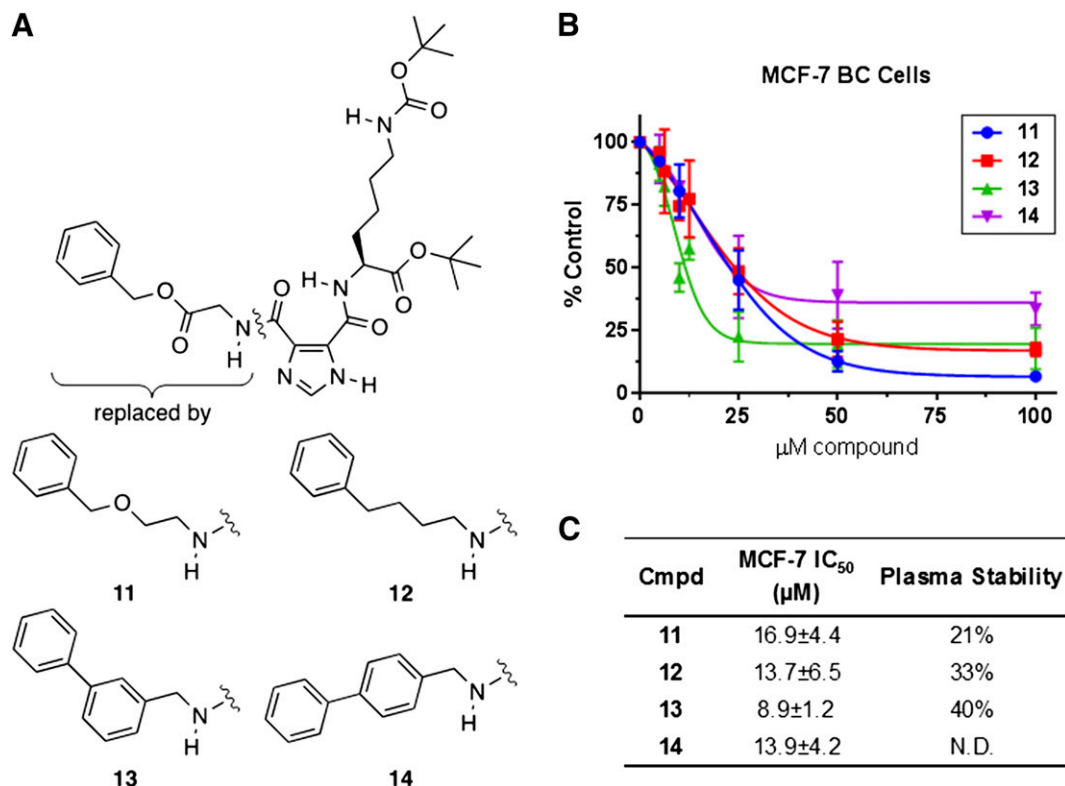 A
H
N
O
O
O
O
H
N
O
O
O
O
N
H
O
O
N
N
H
replaced by
O
N
H
11
N
H
12
N
H
13
N
H
14
B
MCF-7 BC Cells
% Control
100
75
50
25
0
0
25
50
75
100
µM compound
11
12
13
14
C
Cmpd MCF-7 IC50 (µM) Plasma Stability
11 16.9±4.4 21%
12 13.7±6.5 33%
13 8.9±1.2 40%
14 13.9±4.2 N.D.